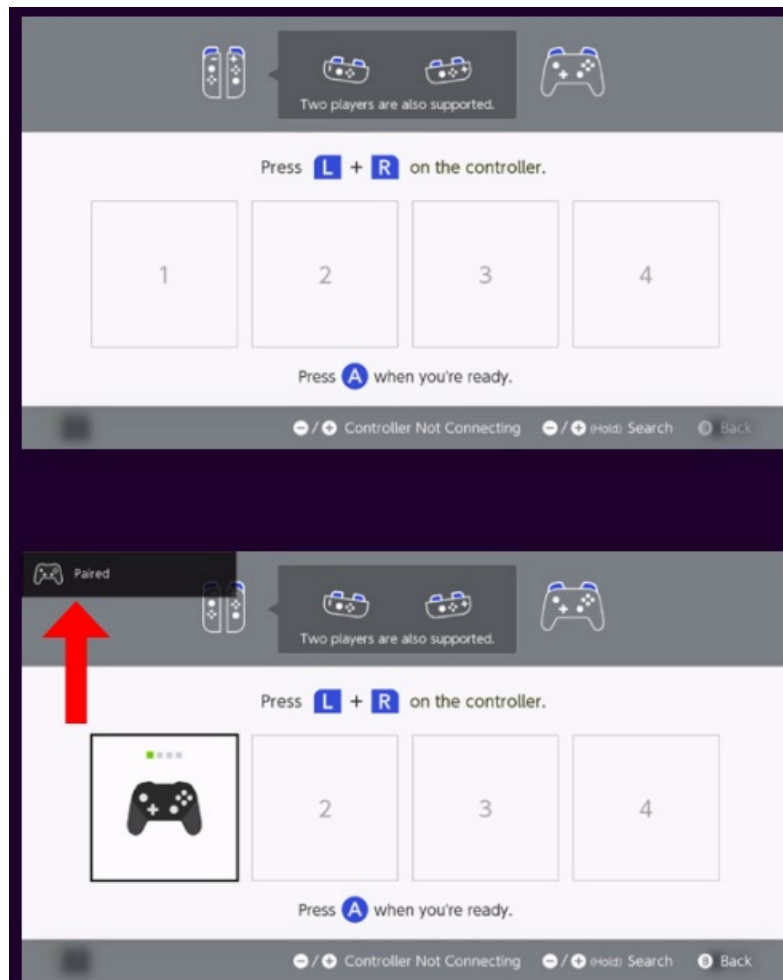 Two players are also supported.
Press L + R on the controller.
1 2 3 4
Press A when you're ready.
−/+ Controller Not Connecting −/+ (Hold) Search B Back
Paired
Two players are also supported.
Press L + R on the controller.
2 3 4
Press A when you're ready.
−/+ Controller Not Connecting −/+ (Hold) Search B Back